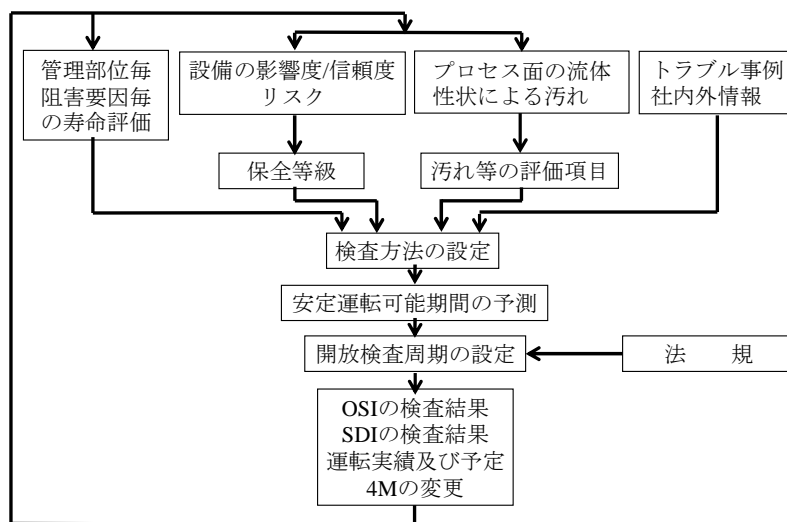 管理部位毎
阻害要因毎
の寿命評価
設備の影響度/信頼度
リスク
プロセス面の流体
性状による汚れ
トラブル事例
社内外情報
保全等級
汚れ等の評価項目
検査方法の設定
安定運転可能期間の予測
開放検査周期の設定
法　　規
OSIの検査結果
SDIの検査結果
運転実績及び予定
4Mの変更